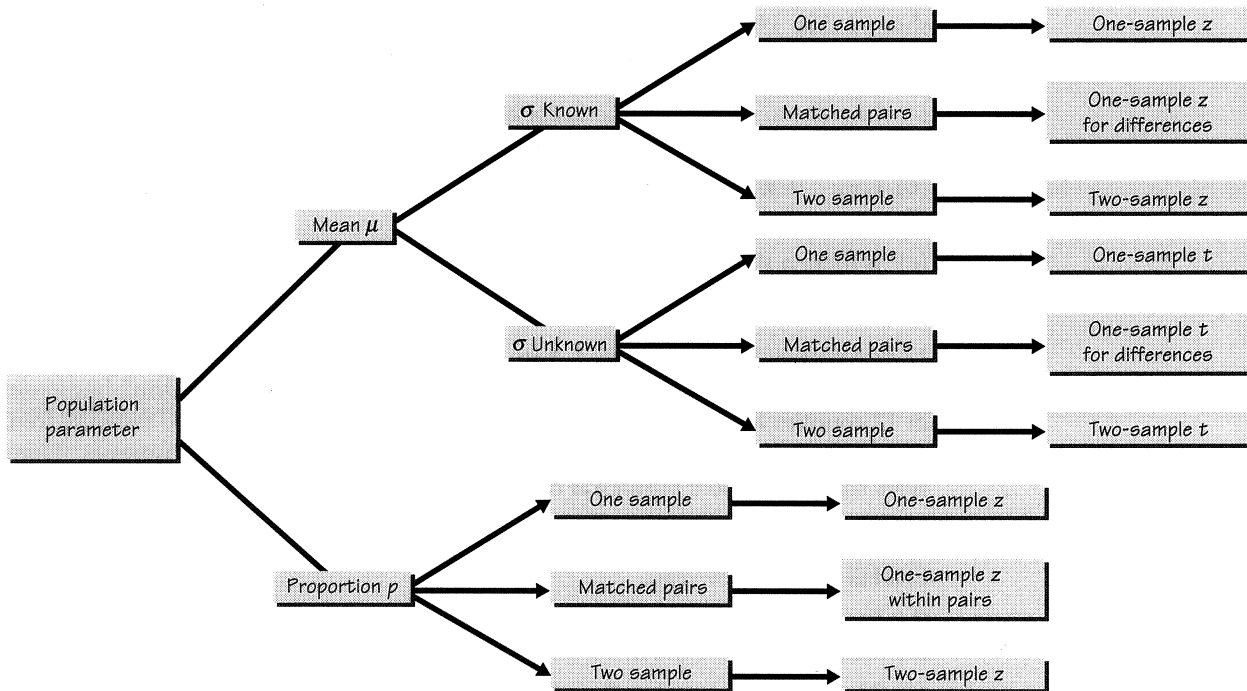 One sample
One-sample z
σ Known
Matched pairs
One-sample z
for differences
Two sample
Two-sample z
Mean μ
One sample
One-sample t
σ Unknown
Matched pairs
One-sample t
for differences
Population
parameter
Two sample
Two-sample t
One sample
One-sample z
Proportion p
Matched pairs
One-sample z
within pairs
Two sample
Two-sample z